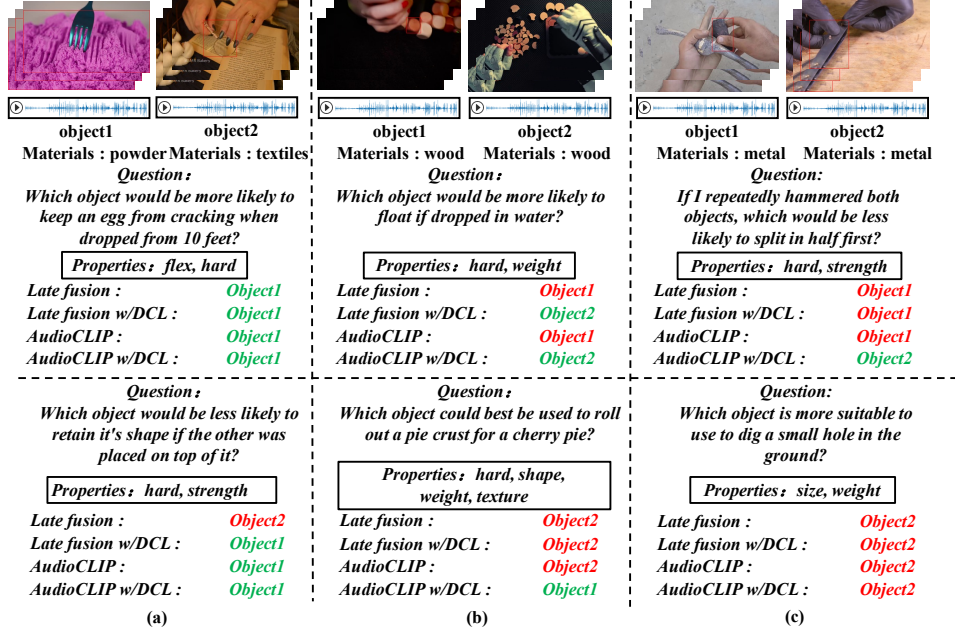 object1
object2
Materials : powder
Materials : textiles
Question：
Which object would be more likely to
keep an egg from cracking when
dropped from 10 feet?
Properties：flex, hard
Late fusion : Object1
Late fusion w/DCL : Object1
AudioCLIP : Object1
AudioCLIP w/DCL : Object1
Question：
Which object would be less likely to
retain it's shape if the other was
placed on top of it?
Properties：hard, strength
Late fusion : Object2
Late fusion w/DCL : Object1
AudioCLIP : Object1
AudioCLIP w/DCL : Object1
(a)
object1
object2
Materials : wood
Materials : wood
Question：
Which object would be more likely to
float if dropped in water?
Properties：hard, weight
Late fusion : Object1
Late fusion w/DCL : Object2
AudioCLIP : Object1
AudioCLIP w/DCL : Object2
Question：
Which object could best be used to roll
out a pie crust for a cherry pie?
Properties：hard, shape,
weight, texture
Late fusion : Object2
Late fusion w/DCL : Object2
AudioCLIP : Object2
AudioCLIP w/DCL : Object1
(b)
object1
object2
Materials : metal
Materials : metal
Question:
If I repeatedly hammered both
objects, which would be less
likely to split in half first?
Properties：hard, strength
Late fusion : Object1
Late fusion w/DCL : Object1
AudioCLIP : Object1
AudioCLIP w/DCL : Object2
Question:
Which object is more suitable to
use to dig a small hole in the
ground?
Properties：size, weight
Late fusion : Object2
Late fusion w/DCL : Object2
AudioCLIP : Object2
AudioCLIP w/DCL : Object2
(c)